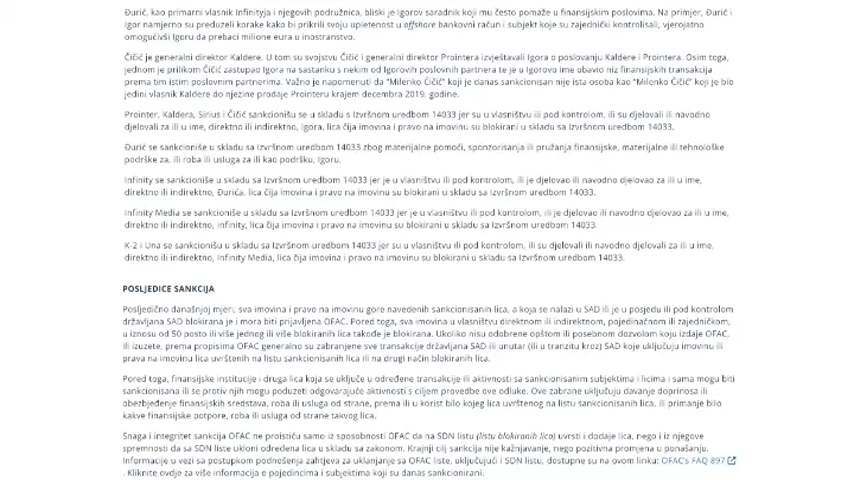 Đurić, kao primarni vlasnik Infinityja i njegovih podružnica, bliski je Igorov saradnik koji mu često pomaže u finansijskim poslovima. Na primjer, Đurić i
Igor namjerno su preduzeli korake kako bi prikrili svoju upletenost u offshore bankovni račun i subjekt koje su zajednički kontrolisali, vjerojatno
omogućivši Igoru da prebaci milione eura u inostranstvo.
Čičić je generalni direktor Kaldere. U tom su svojstvu Čičić i generalni direktor Prointera izvještavali Igora o poslovanju Kaldere i Prointera. Osim toga,
jednom je prilikom Čičić zastupao Igora na sastanku s nekim od Igorovih poslovnih partnera te je u Igorovo ime obavio niz finansijskih transakcija
prema tim istim poslovnim partnerima. Važno je napomenuti da "Milenko Čičić" koji je danas sankcionisan nije ista osoba kao "Milenko Čičić" koji je bio
jedini vlasnik Kaldere do njezine prodaje Prointeru krajem decembra 2019. godine.
Prointer, Kaldera, Sirius i Čičić sankcionišu se u skladu s Izvršnom uredbom 14033 jer su u vlasništvu ili pod kontrolom, ili su djelovali ili navodno
djelovali za ili u ime, direktno ili indirektno, Igora, lica čija imovina i pravo na imovinu su blokirani u skladu sa Izvršnom uredbom 14033.
Đurić se sankcioniše u skladu sa Izvršnom uredbom 14033 zbog materijalne pomoći, sponzorisanja ili pružanja finansijske, materijalne ili tehnološke
podrške za, ili roba ili usluga za ili kao podršku, Igoru.
Infinity se sankcioniše u skladu sa Izvršnom uredbom 14033 jer je u vlasništvu ili pod kontrolom, ili je djelovao ili navodno djelovao za ili u ime,
direktno ili indirektno, Đurića, lica čija imovina i pravo na imovinu su blokirani u skladu sa Izvršnom uredbom 14033.
Infinity Media se sankcioniše u skladu sa Izvršnom uredbom 14033 jer je u vlasništvu ili pod kontrolom, ili je djelovao ili navodno djelovao za ili u ime,
direktno ili indirektno, Infinity, lica čija imovina i pravo na imovinu su blokirani u skladu sa Izvršnom uredbom 14033.
K-2 i Una se sankcionišu u skladu sa Izvršnom uredbom 14033 jer su u vlasništvu ili pod kontrolom, ili su djelovali ili navodno djelovali za ili u ime,
direktno ili indirektno, Infinity Media, lica čija imovina i pravo na imovinu su blokirani u skladu sa Izvršnom uredbom 14033.
POSLJEDICE SANKCIJA
Posljedično današnjoj mjeri, sva imovina i pravo na imovinu gore navedenih sankcionisanih lica, a koja se nalazi u SAD ili je u posjedu ili pod kontrolom
državljana SAD blokirana je i mora biti prijavljena OFAC. Pored toga, sva imovina u vlasništvu direktnom ili indirektnom, pojedinačnom ili zajedničkom,
u iznosu od 50 posto ili više jednog ili više blokiranih lica takođe je blokirana. Ukoliko nisu odobrene opštom ili posebnom dozvolom koju izdaje OFAC,
ili izuzete, prema propisima OFAC generalno su zabranjene sve transakcije državljana SAD ili unutar (ili u tranzitu kroz) SAD koje uključuju imovinu ili
prava na imovinu lica uvrštenih na listu sankcionisanih lica ili na drugi način blokiranih lica.
Pored toga, finansijske institucije i druga lica koja se uključe u određene transakcije ili aktivnosti sa sankcionisanim subjektima i licima i sama mogu biti
sankcionisana ili se protiv njih mogu poduzeti odgovarajuće aktivnosti s ciljem provedbe ove odluke. Ove zabrane uključuju davanje doprinosa ili
obezbjeđenje finansijskih sredstava, roba ili usluga od strane, prema ili u korist bilo kojeg lica uvrštenog na listu sankcionisanih lica, ili primanje bilo
kakve finansijske potpore, roba ili usluga od strane takvog lica.
Snaga i integritet sankcija OFAC ne proističu samo iz sposobnosti OFAC da na SDN listu (listu blokiranih lica) uvrsti i dodaje lica, nego i iz njegove
spremnosti da sa SDN liste ukloni određena lica u skladu sa zakonom. Krajnji cilj sankcija nije kažnjavanje, nego pozitivna promjena u ponašanju.
Informacije u vezi sa postupkom podnošenja zahtjeva za uklanjanje sa OFAC liste, uključujući i SDN listu, dostupne su na ovom linku: OFAC's FAQ 897
. Kliknite ovdje za više informacija o pojedincima i subjektima koji su danas sankcionirani.